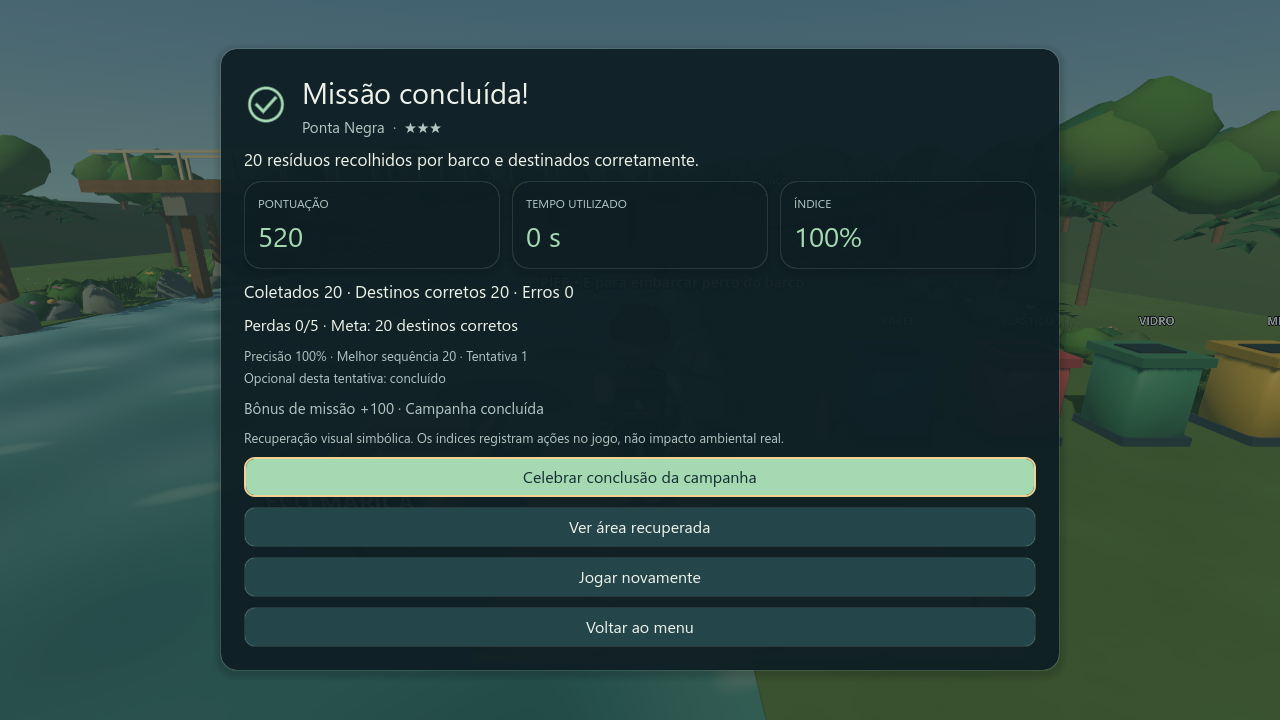 Missão concluída!
Ponta Negra · ★★★
20 resíduos recolhidos por barco e destinados corretamente.
PONTUAÇÃO
520
TEMPO UTILIZADO
0 s
ÍNDICE
100%
Coletados 20 · Destinos corretos 20 · Erros 0
Perdas 0/5 · Meta: 20 destinos corretos
Precisão 100% · Melhor sequência 20 · Tentativa 1
Opcional desta tentativa: concluído
Bônus de missão +100 · Campanha concluída
Recuperação visual simbólica. Os índices registram ações no jogo, não impacto ambiental real.
Celebrar conclusão da campanha
Ver área recuperada
Jogar novamente
Voltar ao menu
VIDRO